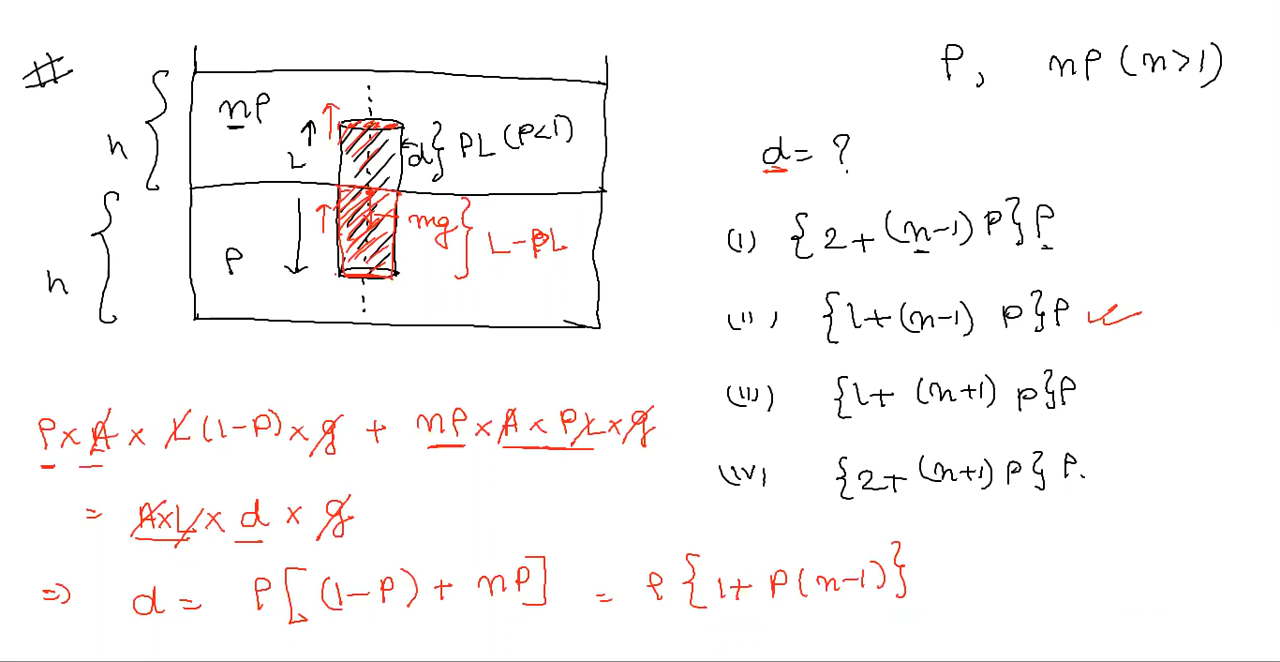 #
ρ, nρ (n>1)
h
nρ
L
d} PL (P<1)
h
ρ
mg} L-PL
d = ?
(i) {2+(n-1) P}ρ
(ii) {1+(n-1) P}ρ ✓
(iii) {1+ (n+1) P}ρ
(iv) {2+ (n+1) P} ρ.
ρ × A × L(1-P) × g + nρ × A × PL × g
= A×L × d × g
⇒ d = ρ[(1-P) + nP] = ρ {1+ P(n-1)}